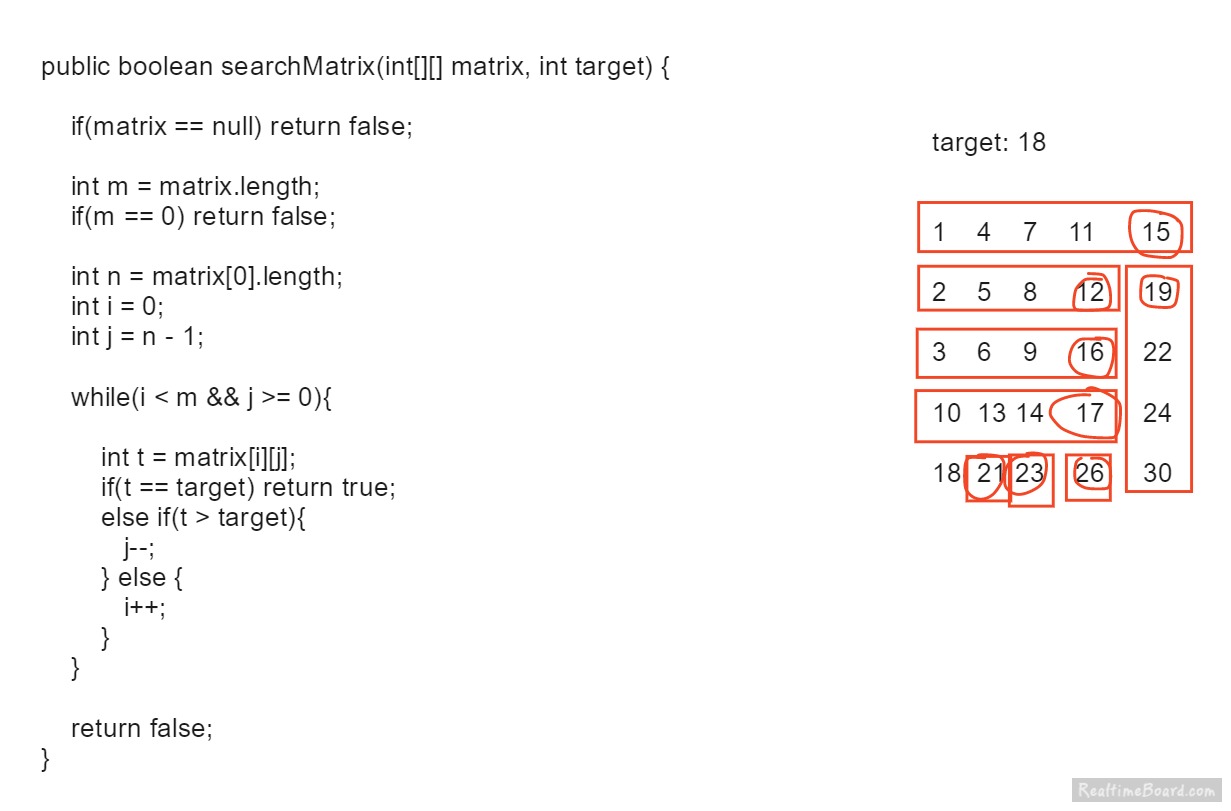 public boolean searchMatrix(int[][] matrix, int target) {
if(matrix == null) return false;
int m = matrix.length;
if(m == 0) return false;
int n = matrix[0].length;
int i = 0;
int j = n - 1;
while(i < m && j >= 0){
int t = matrix[i][j];
if(t == target) return true;
else if(t > target){
j--;
} else {
i++;
}
}
return false;
}
target: 18
1 4 7 11 15
2 5 8 12 19
3 6 9 16 22
10 13 14 17 24
18 21 23 26 30
RealtimeBoard.com